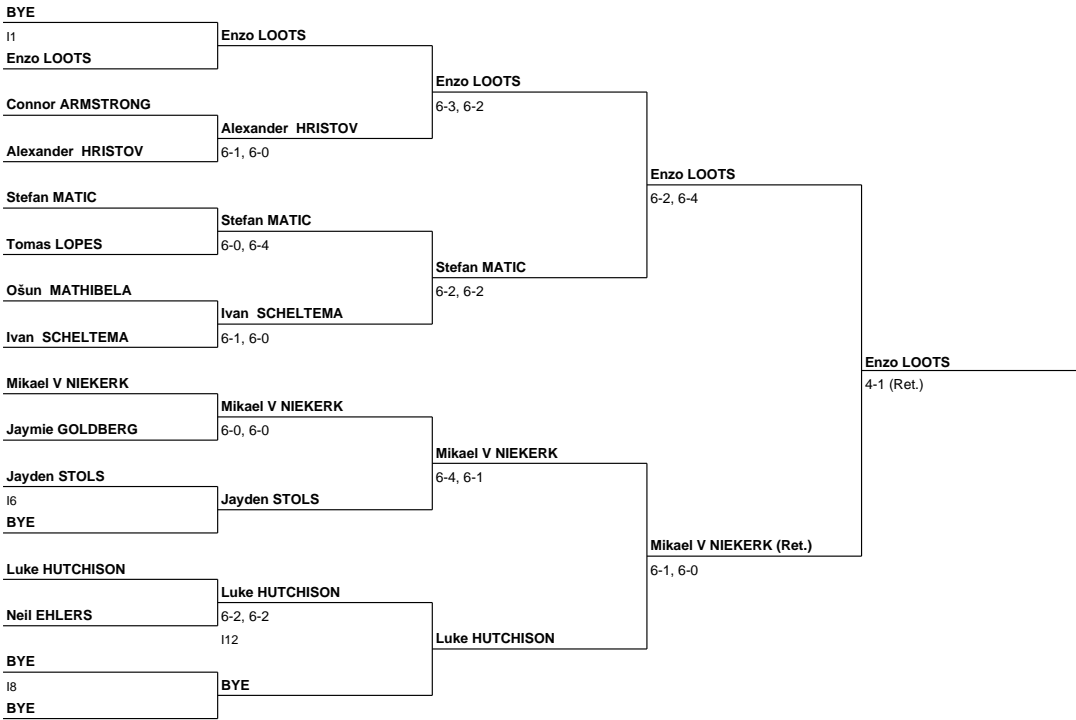 BYE
I1
Enzo LOOTS
Enzo LOOTS
Connor ARMSTRONG
Alexander HRISTOV
Alexander HRISTOV
6-1, 6-0
Enzo LOOTS
6-3, 6-2
Stefan MATIC
Tomas LOPES
Stefan MATIC
6-0, 6-4
Ošun MATHIBELA
Ivan SCHELTEMA
Ivan SCHELTEMA
6-1, 6-0
Stefan MATIC
6-2, 6-2
Enzo LOOTS
6-2, 6-4
Mikael V NIEKERK
Jaymie GOLDBERG
Mikael V NIEKERK
6-0, 6-0
Jayden STOLS
I6
BYE
Jayden STOLS
Mikael V NIEKERK
6-4, 6-1
Luke HUTCHISON
Neil EHLERS
Luke HUTCHISON
6-2, 6-2
I12
BYE
I8
BYE
BYE
Luke HUTCHISON
Mikael V NIEKERK (Ret.)
6-1, 6-0
Enzo LOOTS
4-1 (Ret.)